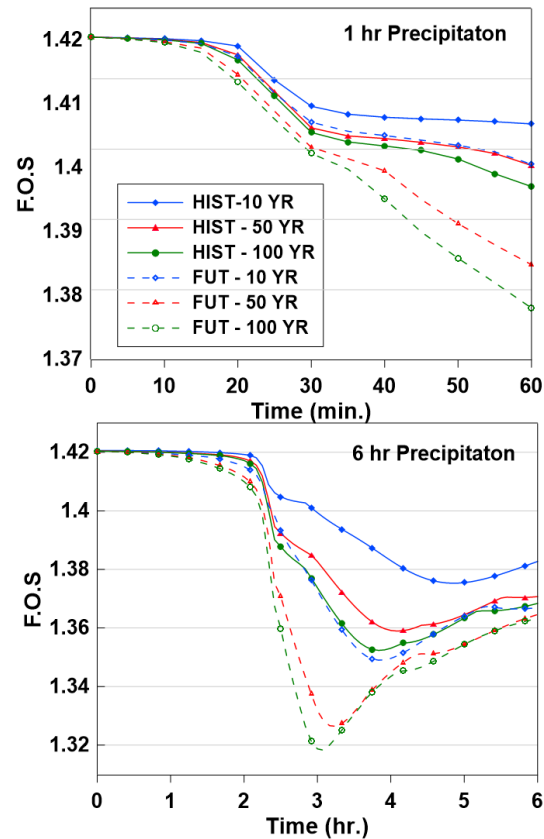 1 hr Precipitaton
1.42
1.41
1.4
1.39
1.38
1.37
F.O.S
HIST-10 YR
HIST - 50 YR
HIST - 100 YR
FUT - 10 YR
FUT - 50 YR
FUT - 100 YR
0 10 20 30 40 50 60
Time (min.)
6 hr Precipitaton
1.42
1.4
1.38
1.36
1.34
1.32
F.O.S
0 1 2 3 4 5 6
Time (hr.)